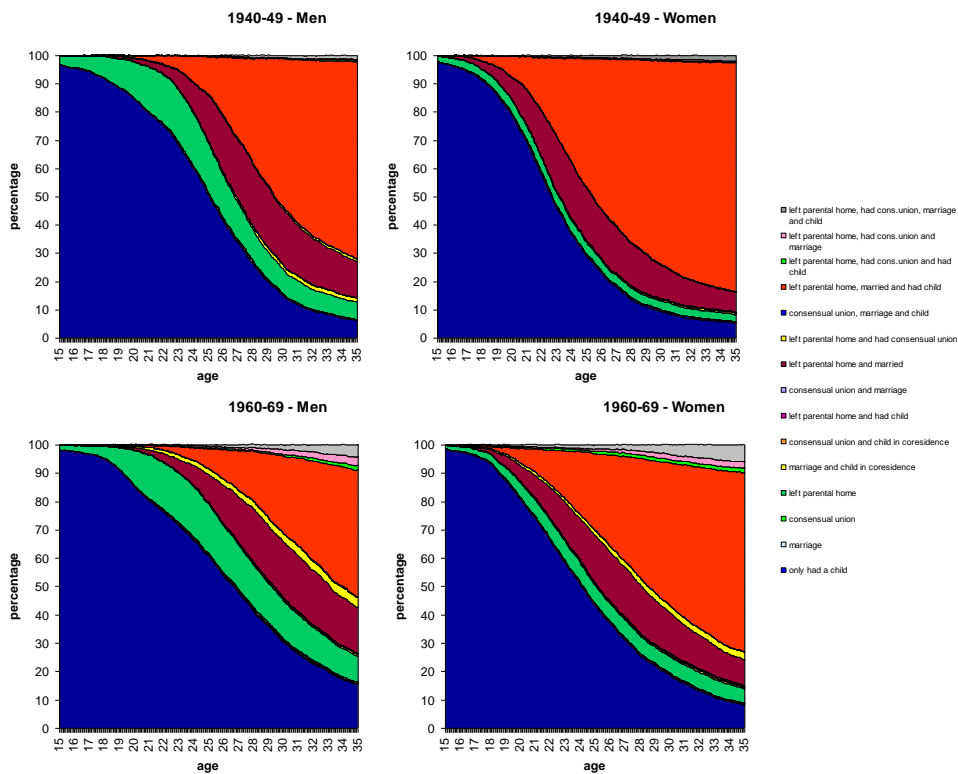 1940-49 - Men
100
90
80
70
60
50
40
30
20
10
0
percentage
15 16 17 18 19 20 21 22 23 24 25 26 27 28 29 30 31 32 33 34 35
age
1940-49 - Women
100
90
80
70
60
50
40
30
20
10
0
percentage
15 16 17 18 19 20 21 22 23 24 25 26 27 28 29 30 31 32 33 34 35
age
1960-69 - Men
100
90
80
70
60
50
40
30
20
10
0
percentage
15 16 17 18 19 20 21 22 23 24 25 26 27 28 29 30 31 32 33 34 35
age
1960-69 - Women
100
90
80
70
60
50
40
30
20
10
0
percentage
15 16 17 18 19 20 21 22 23 24 25 26 27 28 29 30 31 32 33 34 35
age
left parental home, had cons.union, marriage
and child
left parental home, had cons.union and
marriage
left parental home, had cons.union and had
child
left parental home, married and had child
consensual union, marriage and child
left parental home and had consensual union
left parental home and married
consensual union and marriage
left parental home and had child
consensual union and child in coresidence
marriage and child in coresidence
left parental home
consensual union
marriage
only had a child